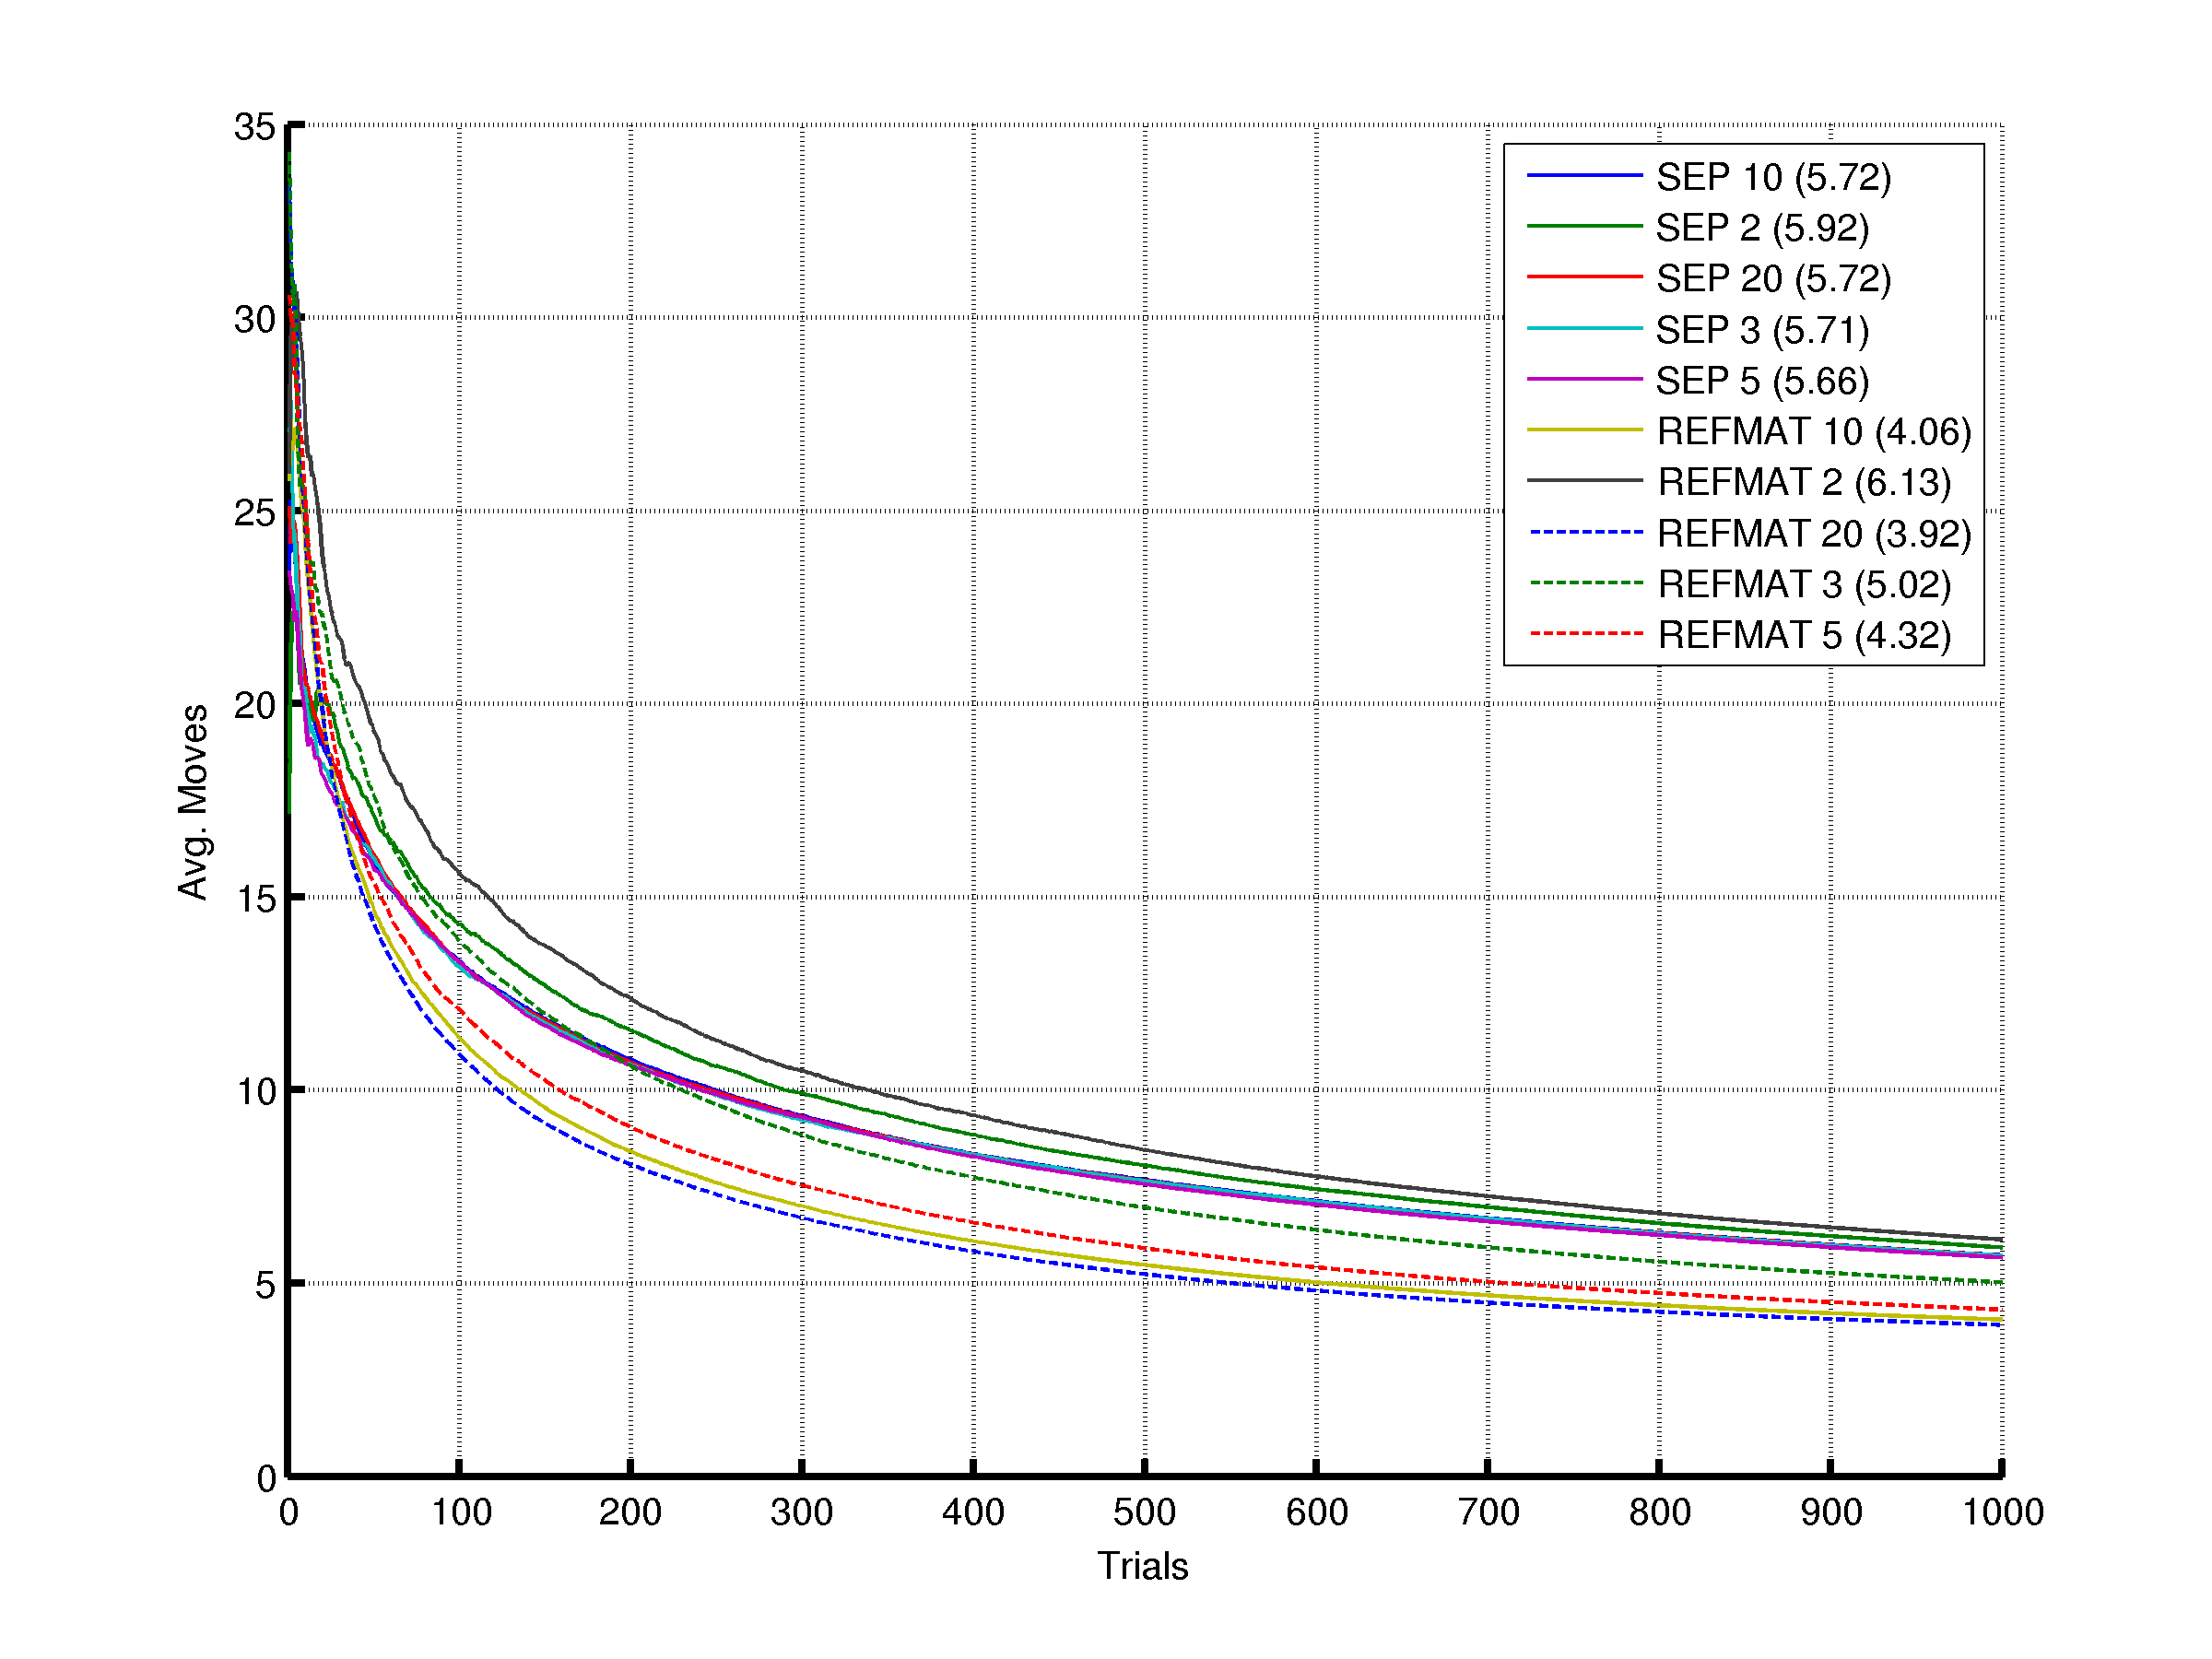 35
30
25
20
15
10
5
0
Avg. Moves
0 100 200 300 400 500 600 700 800 900 1000
Trials
SEP 10 (5.72)
SEP 2 (5.92)
SEP 20 (5.72)
SEP 3 (5.71)
SEP 5 (5.66)
REFMAT 10 (4.06)
REFMAT 2 (6.13)
REFMAT 20 (3.92)
REFMAT 3 (5.02)
REFMAT 5 (4.32)